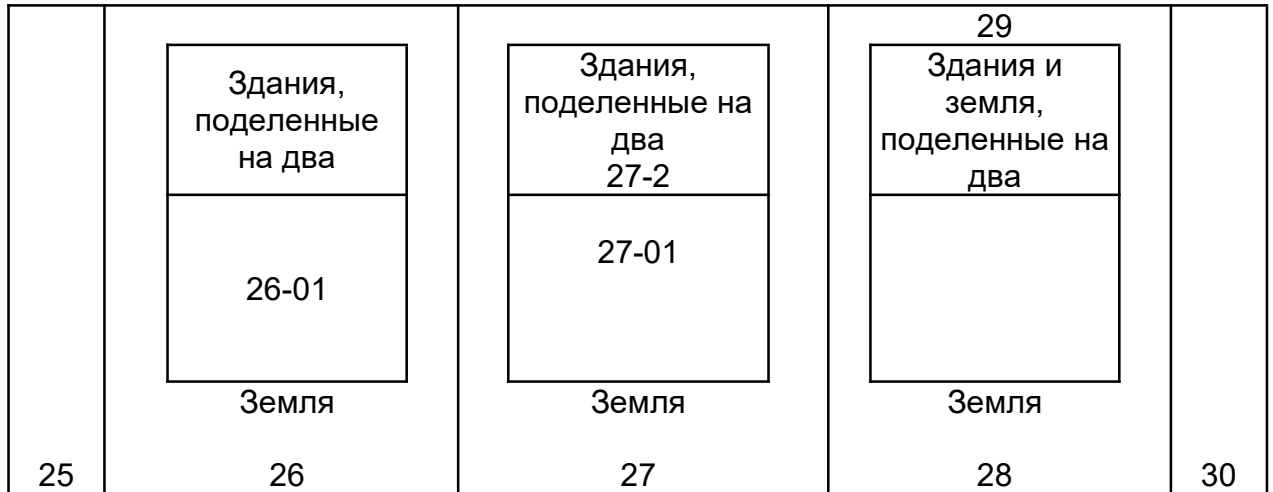 29
Здания,
поделенные
на два
Здания,
поделенные на
два
27-2
Здания и
земля,
поделенные на
два
26-01
27-01
Земля
Земля
Земля
25
26
27
28
30